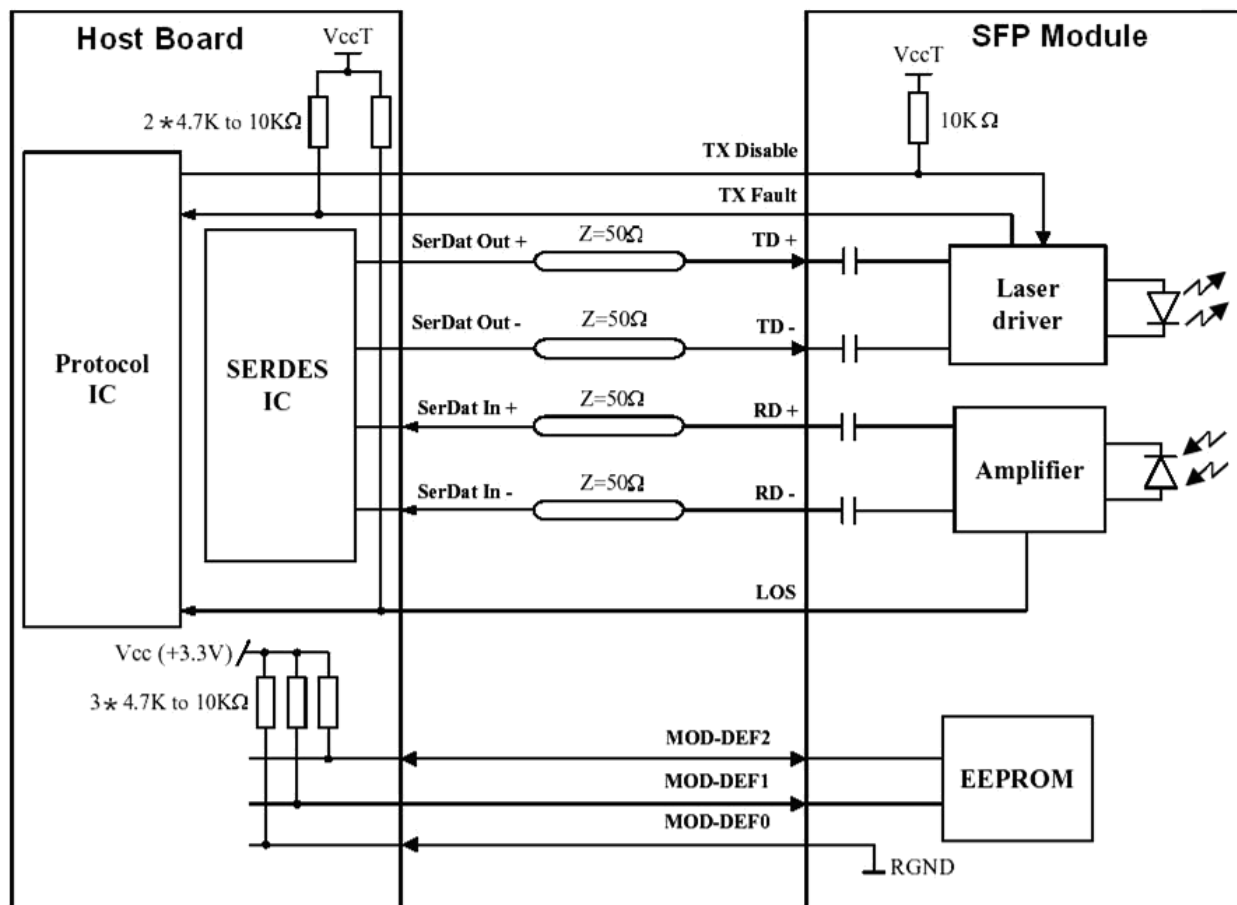 Host Board
SFP Module
VccT
VccT
2 * 4.7K to 10KΩ
10K Ω
TX Disable
TX Fault
SerDat Out +
Z=50Ω
TD +
Laser
driver
SerDat Out -
Z=50Ω
TD -
Protocol
IC
SERDES
IC
SerDat In +
Z=50Ω
RD +
Amplifier
SerDat In -
Z=50Ω
RD -
LOS
Vcc (+3.3V)
3 * 4.7K to 10KΩ
MOD-DEF2
MOD-DEF1
MOD-DEF0
EEPROM
RGND